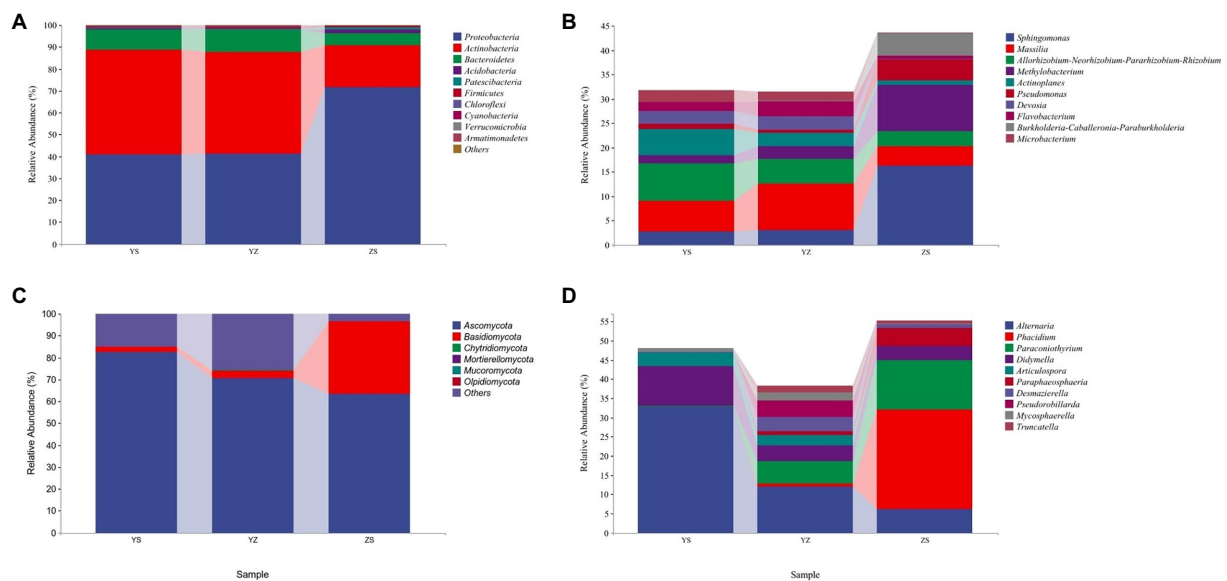 A
Relative Abundance (%)
100
90
80
70
60
50
40
30
20
10
0
YS
YZ
ZS
Proteobacteria
Actinobacteria
Bacteroidetes
Acidobacteria
Patescibacteria
Firmicutes
Chloroflexi
Cyanobacteria
Verrucomicrobia
Armatimonadetes
Others
B
Relative Abundance (%)
45
40
35
30
25
20
15
10
5
0
YS
YZ
ZS
Sphingomonas
Massilia
Allorhizobium-Neorhizobium-Pararhizobium-Rhizobium
Methylobacterium
Actinoplanes
Pseudomonas
Devosia
Flavobacterium
Burkholderia-Caballeronia-Paraburkholderia
Microbacterium
C
Relative Abundance (%)
100
90
80
70
60
50
40
30
20
10
0
YS
YZ
ZS
Sample
Ascomycota
Basidiomycota
Chytridiomycota
Mortierellomycota
Mucoromycota
Olpidiomycota
Others
D
Relative Abundance (%)
55
50
45
40
35
30
25
20
15
10
5
0
YS
YZ
ZS
Sample
Alternaria
Phacidium
Paraconiothyrium
Didymella
Articulospora
Paraphaeosphaeria
Desmazierella
Pseudorobillarda
Mycosphaerella
Truncatella